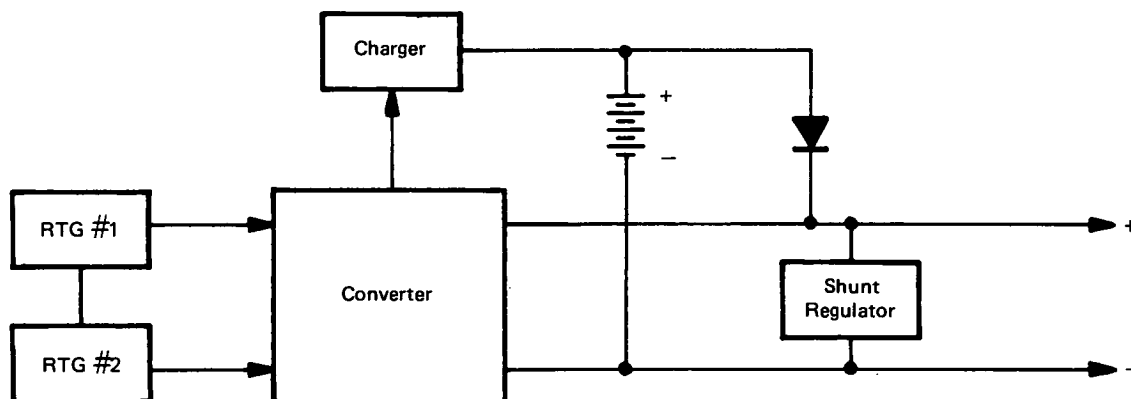 Charger
+
−
RTG #1
+
Converter
Shunt
Regulator
RTG #2
−